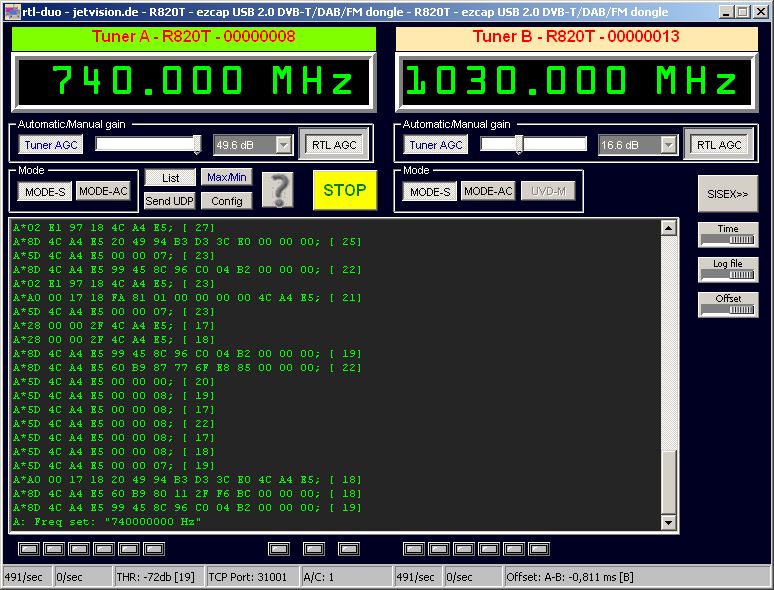 rtl-duo - jetvision.de - R820T - ezcap USB 2.0 DVB-T/DAB/FM dongle - R820T - ezcap USB 2.0 DVB-T/DAB/FM dongle
Tuner A - R820T - 00000008
Tuner B - R820T - 00000013
740.000 MHz
1030.000 MHz
Automatic/Manual gain
Tuner AGC
49.6 dB
RTL AGC
Automatic/Manual gain
Tuner AGC
16.6 dB
RTL AGC
Mode
MODE-S
MODE-AC
List
Max/Min
Send UDP
Config
?
STOP
Mode
MODE-S
MODE-AC
UVD-M
SISEX>>
Time
Log file
Offset
A*02 E1 97 18 4C A4 E5; [ 27]
A*8D 4C A4 E5 20 49 94 B3 D3 3C E0 00 00 00; [ 25]
A*5D 4C A4 E5 00 00 07; [ 23]
A*8D 4C A4 E5 99 45 8C 96 C0 04 B2 00 00 00; [ 22]
A*02 E1 97 18 4C A4 E5; [ 23]
A*A0 00 17 18 FA 81 01 00 00 00 00 4C A4 E5; [ 21]
A*5D 4C A4 E5 00 00 07; [ 23]
A*28 00 00 2F 4C A4 E5; [ 17]
A*28 00 00 2F 4C A4 E5; [ 18]
A*8D 4C A4 E5 99 45 8C 96 C0 04 B2 00 00 00; [ 19]
A*8D 4C A4 E5 60 B9 87 77 6F E8 85 00 00 00; [ 22]
A*5D 4C A4 E5 00 00 00; [ 20]
A*5D 4C A4 E5 00 00 08; [ 19]
A*5D 4C A4 E5 00 00 08; [ 17]
A*5D 4C A4 E5 00 00 08; [ 22]
A*5D 4C A4 E5 00 00 08; [ 17]
A*5D 4C A4 E5 00 00 08; [ 18]
A*5D 4C A4 E5 00 00 07; [ 19]
A*A0 00 17 18 20 49 94 B3 D3 3C E0 4C A4 E5; [ 18]
A*8D 4C A4 E5 60 B9 80 11 2F F6 BC 00 00 00; [ 18]
A*8D 4C A4 E5 99 45 8C 96 C0 04 B2 00 00 00; [ 19]
A: Freq set: "740000000 Hz"
491/sec
0/sec
THR: -72db [19]
TCP Port: 31001
A/C: 1
491/sec
0/sec
Offset: A-B: -0,811 ms [B]